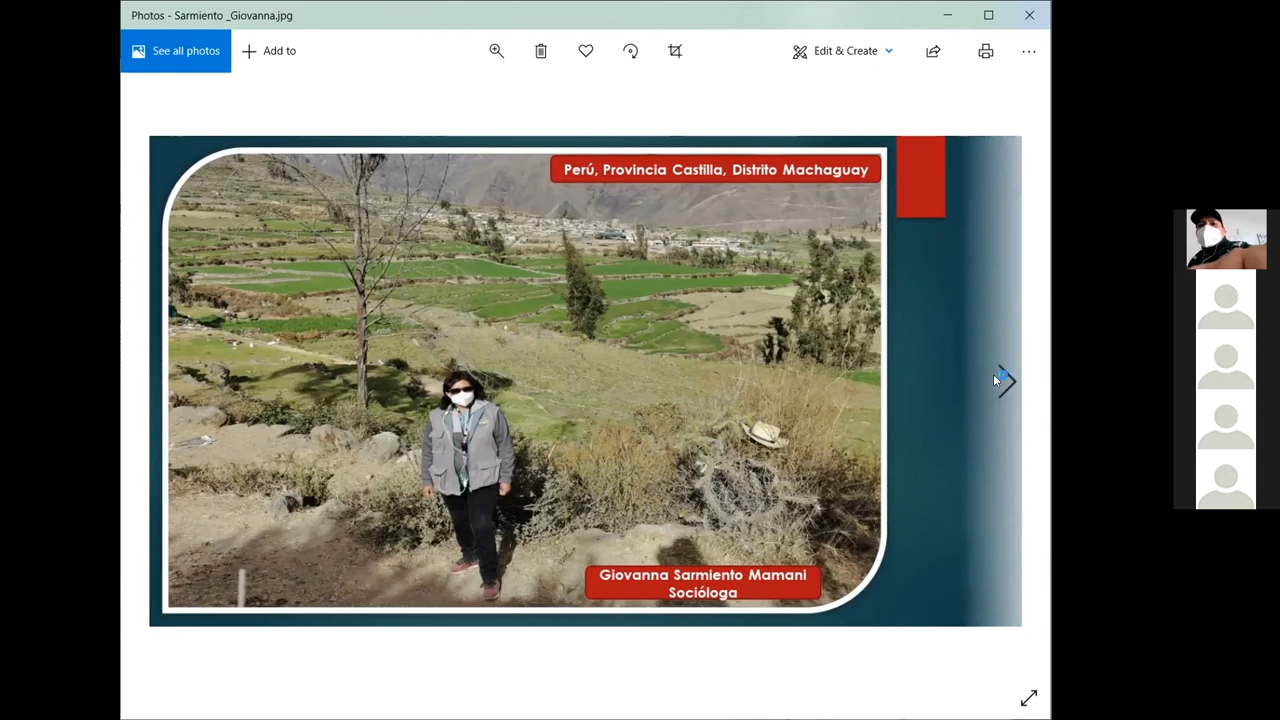 Photos - Sarmiento _Giovanna.jpg
See all photos
Add to
Edit & Create
Perú, Provincia Castilla, Distrito Machaguay
Giovanna Sarmiento Mamani
Socióloga